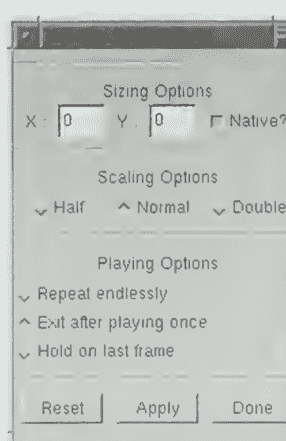 Sizing Options
X : 0 Y : 0 Native?
Scaling Options
Half Normal Double
Playing Options
Repeat endlessly
Exit after playing once
Hold on last frame
Reset Apply Done